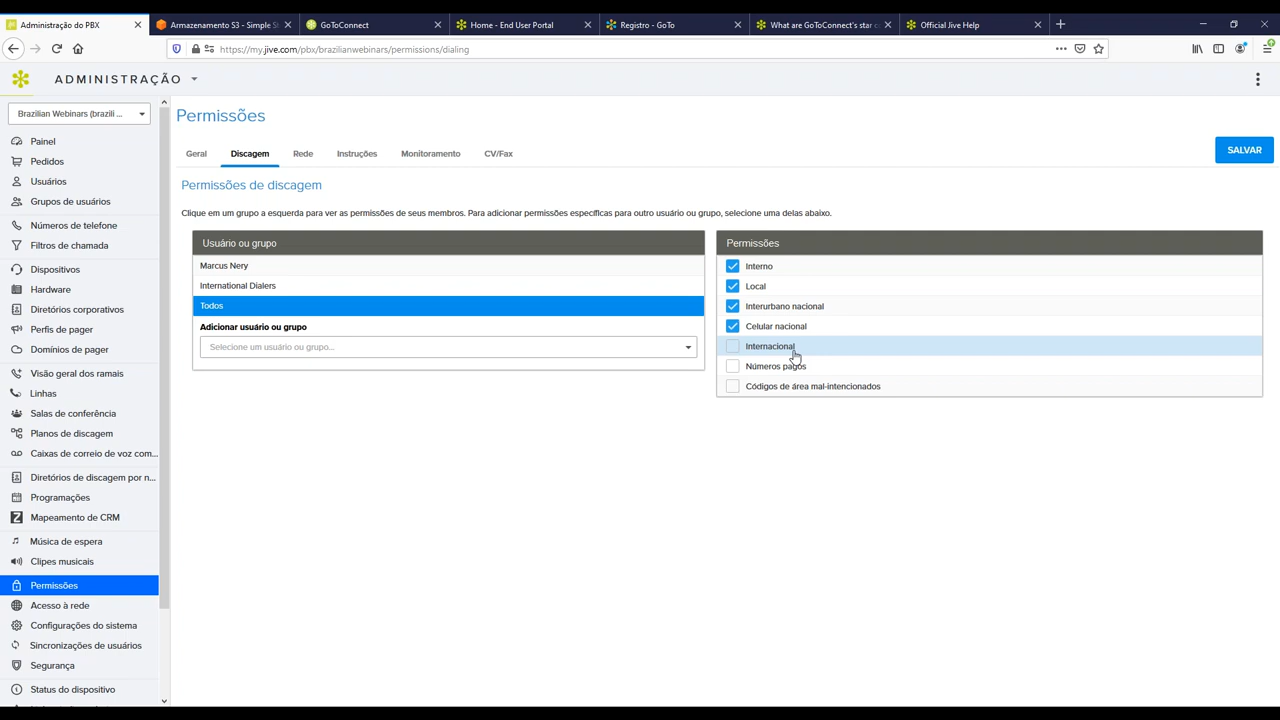 Administração do PBX
Armazenamento S3 - Simple S
GoToConnect
Home - End User Portal
Registro - GoTo
What are GoToConnect's star c
Official Jive Help
https://my.jive.com/pbx/brazilianwebinars/permissions/dialing
ADMINISTRAÇÃO
Brazilian Webinars (brazili ...
Painel
Pedidos
Usuários
Grupos de usuários
Números de telefone
Filtros de chamada
Dispositivos
Hardware
Diretórios corporativos
Perfis de pager
Domínios de pager
Visão geral dos ramais
Linhas
Salas de conferência
Planos de discagem
Caixas de correio de voz com...
Diretórios de discagem por n...
Programações
Mapeamento de CRM
Música de espera
Clipes musicais
Permissões
Acesso à rede
Configurações do sistema
Sincronizações de usuários
Segurança
Status do dispositivo
Permissões
Geral
Discagem
Rede
Instruções
Monitoramento
CV/Fax
SALVAR
Permissões de discagem
Clique em um grupo a esquerda para ver as permissões de seus membros. Para adicionar permissões específicas para outro usuário ou grupo, selecione uma delas abaixo.
Usuário ou grupo
Marcus Nery
International Dialers
Todos
Adicionar usuário ou grupo
Selecione um usuário ou grupo...
Permissões
Interno
Local
Interurbano nacional
Celular nacional
Internacional
Números pagos
Códigos de área mal-intencionados